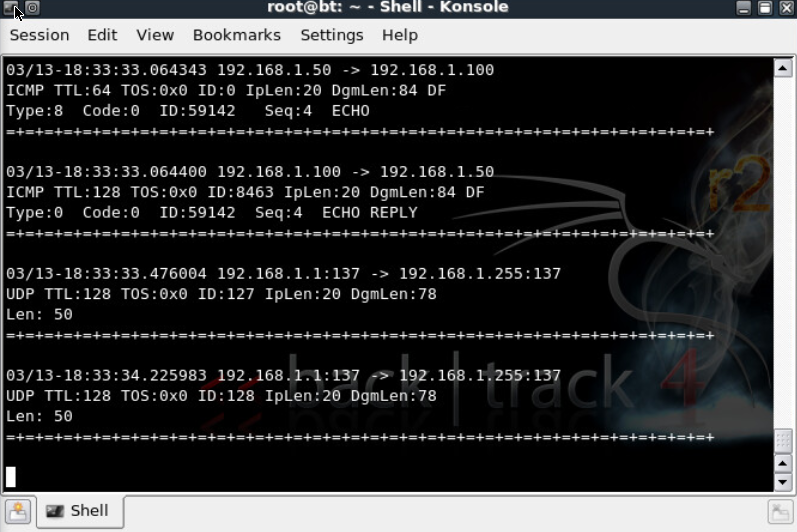 root@bt: ~ - Shell - Konsole
Session Edit View Bookmarks Settings Help
03/13-18:33:33.064343 192.168.1.50 -> 192.168.1.100
ICMP TTL:64 TOS:0x0 ID:0 IpLen:20 DgmLen:84 DF
Type:8  Code:0  ID:59142   Seq:4  ECHO
=+=+=+=+=+=+=+=+=+=+=+=+=+=+=+=+=+=+=+=+=+=+=+=+=+=+=+=+=+=+=+=+=+=+=+=+=+

03/13-18:33:33.064400 192.168.1.100 -> 192.168.1.50
ICMP TTL:128 TOS:0x0 ID:8463 IpLen:20 DgmLen:84 DF
Type:0  Code:0  ID:59142  Seq:4  ECHO REPLY
=+=+=+=+=+=+=+=+=+=+=+=+=+=+=+=+=+=+=+=+=+=+=+=+=+=+=+=+=+=+=+=+=+=+=+=+=+

03/13-18:33:33.476004 192.168.1.1:137 -> 192.168.1.255:137
UDP TTL:128 TOS:0x0 ID:127 IpLen:20 DgmLen:78
Len: 50
=+=+=+=+=+=+=+=+=+=+=+=+=+=+=+=+=+=+=+=+=+=+=+=+=+=+=+=+=+=+=+=+=+=+=+=+=+

03/13-18:33:34.225983 192.168.1.1:137 -> 192.168.1.255:137
UDP TTL:128 TOS:0x0 ID:128 IpLen:20 DgmLen:78
Len: 50
=+=+=+=+=+=+=+=+=+=+=+=+=+=+=+=+=+=+=+=+=+=+=+=+=+=+=+=+=+=+=+=+=+=+=+=+=+
r2
<< back | track 4
Shell